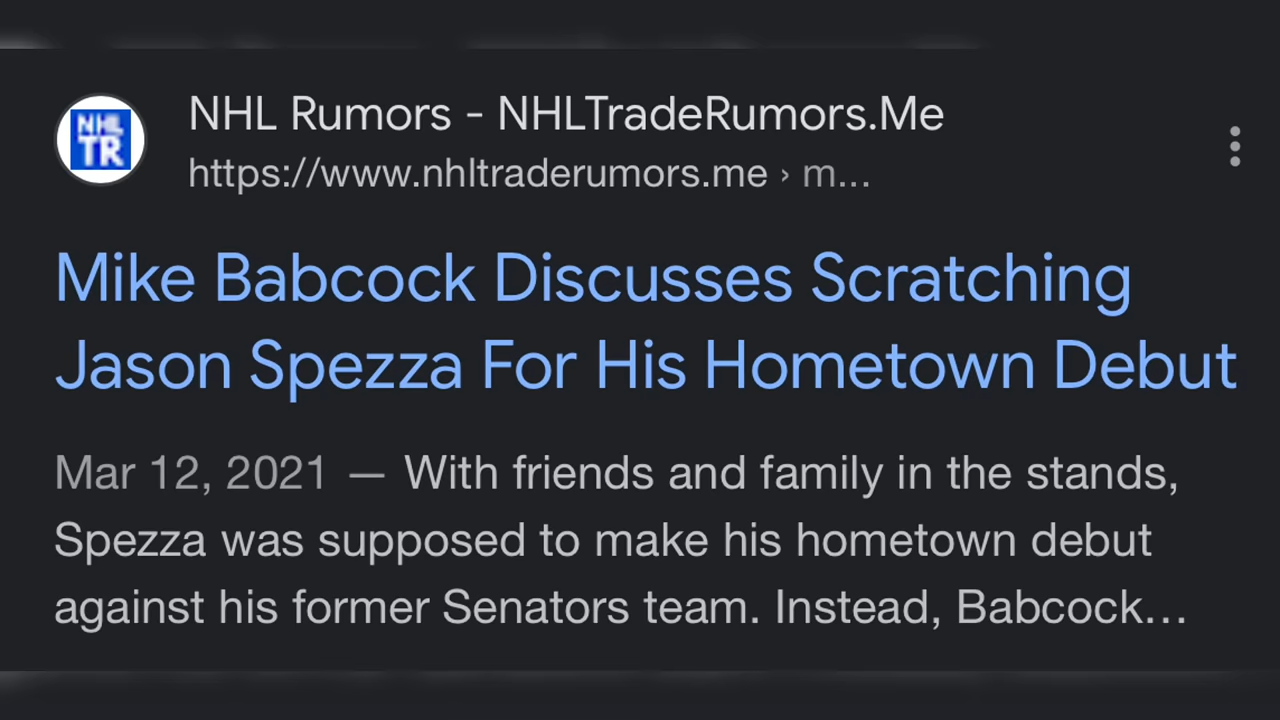 NHL
TR
NHL Rumors - NHLTradeRumors.Me
https://www.nhltraderumors.me › m...
Mike Babcock Discusses Scratching
Jason Spezza For His Hometown Debut
Mar 12, 2021 — With friends and family in the stands,
Spezza was supposed to make his hometown debut
against his former Senators team. Instead, Babcock...